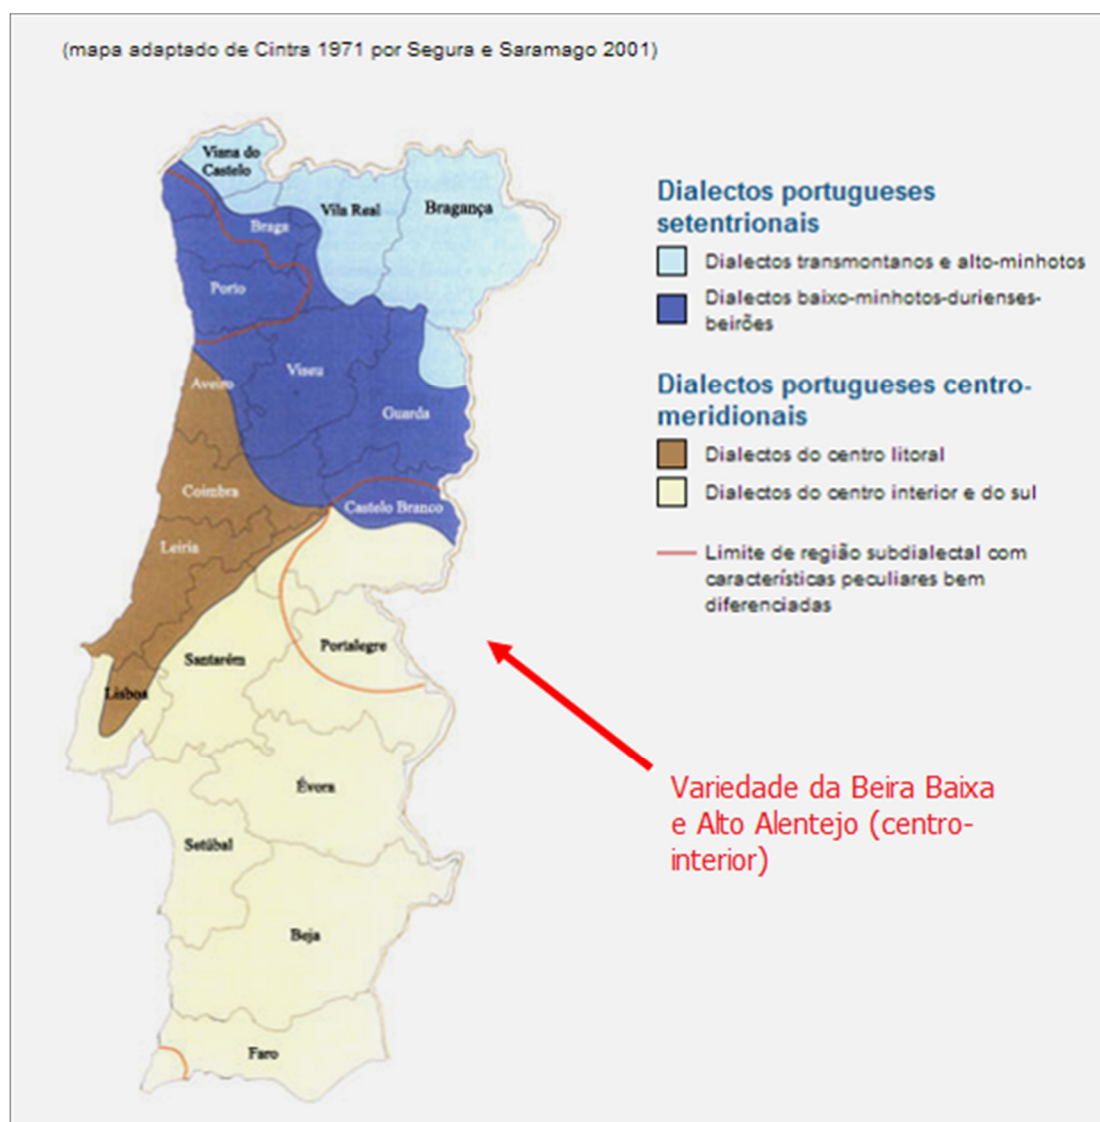 (mapa adaptado de Cintra 1971 por Segura e Saramago 2001)
Viana do
Castelo
Vila Real
Bragança
Braga
Porto
Viseu
Aveiro
Guarda
Coimbra
Castelo Branco
Leiria
Santarém
Portalegre
Lisboa
Évora
Setúbal
Beja
Faro
Dialectos portugueses
setentrionais
Dialectos transmontanos e alto-minhotos
Dialectos baixo-minhotos-durienses-
beirões
Dialectos portugueses centro-
meridionais
Dialectos do centro litoral
Dialectos do centro interior e do sul
Limite de região subdialectal com
características peculiares bem
diferenciadas
Variedade da Beira Baixa
e Alto Alentejo (centro-
interior)